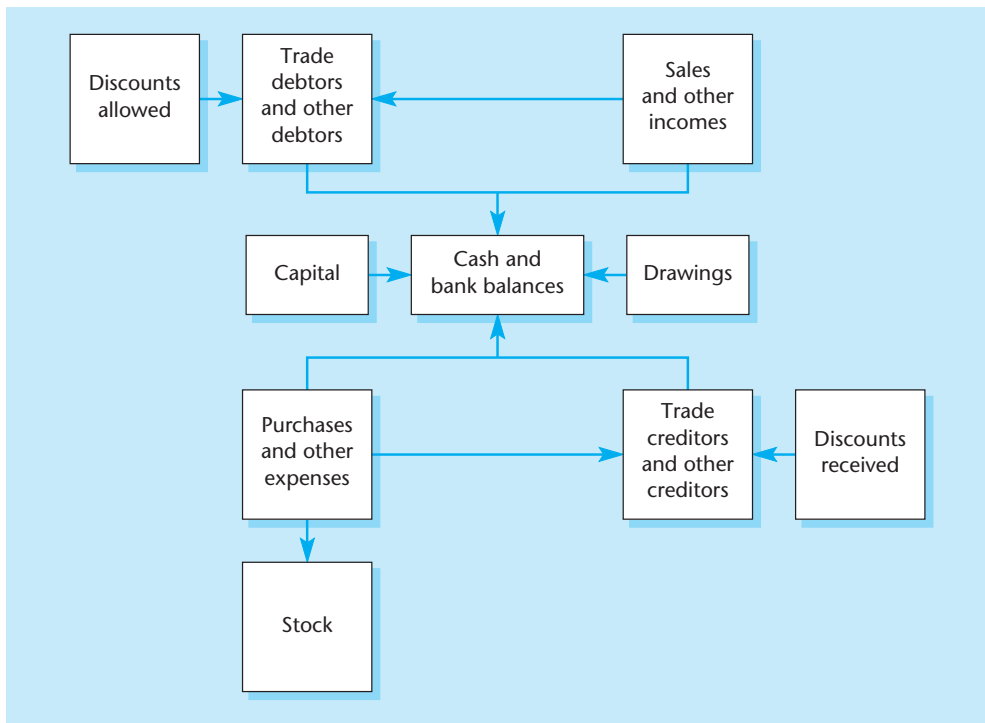 Discounts
allowed
Trade
debtors
and other
debtors
Sales
and other
incomes
Capital
Cash and
bank balances
Drawings
Purchases
and other
expenses
Trade
creditors
and other
creditors
Discounts
received
Stock